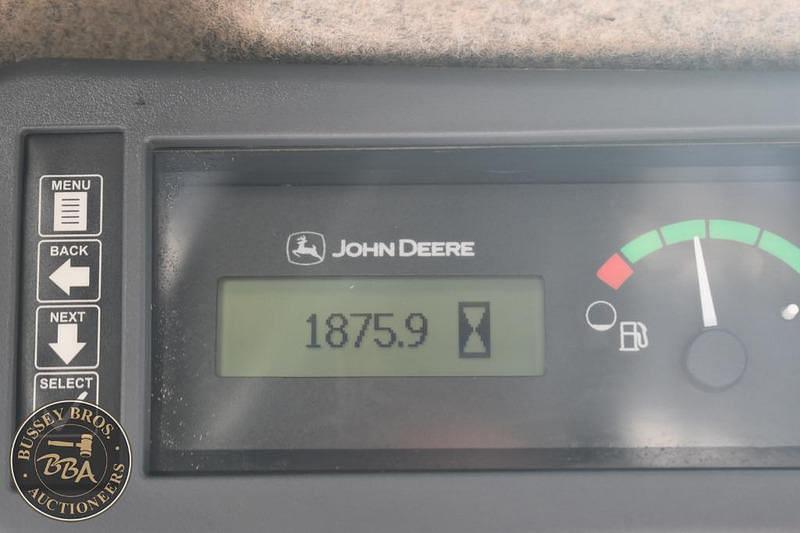 MENU
BACK
NEXT
SELECT
JOHN DEERE
1875.9
BUSSEY BROS.
BBA
AUCTIONEERS